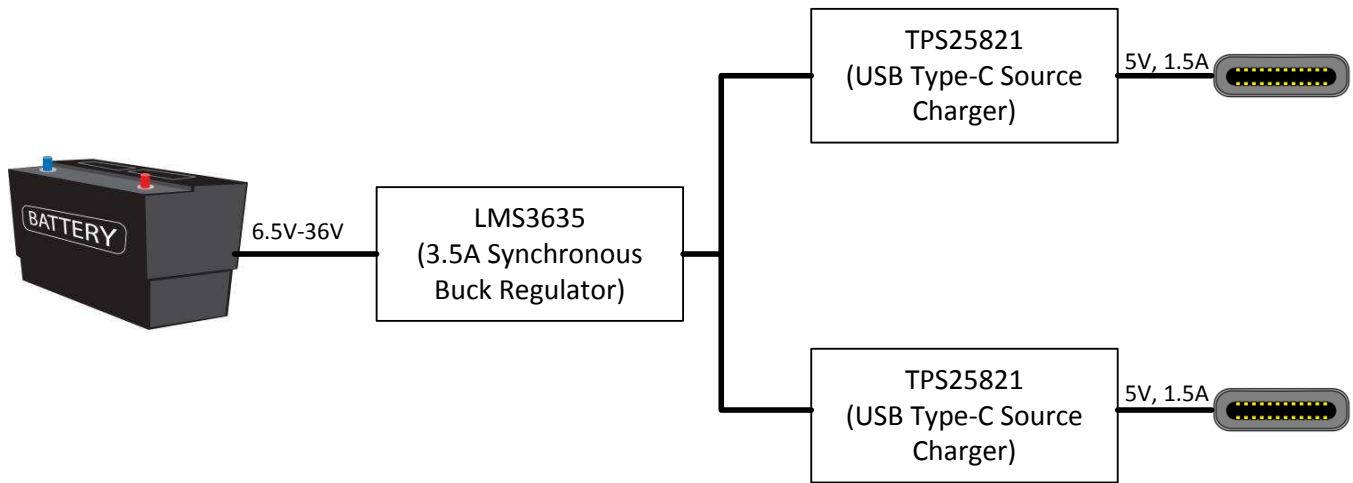 BATTERY
6.5V-36V
LMS3635
(3.5A Synchronous
Buck Regulator)
TPS25821
(USB Type-C Source
Charger)
5V, 1.5A
TPS25821
(USB Type-C Source
Charger)
5V, 1.5A